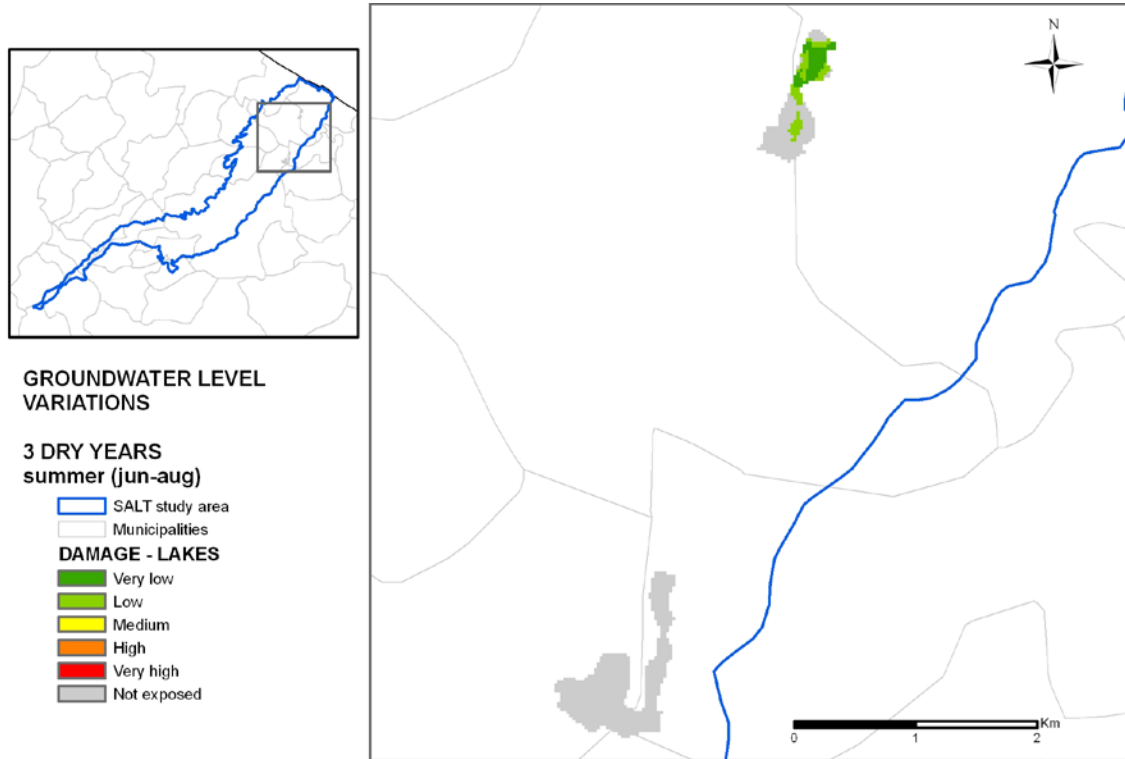 GROUNDWATER LEVEL
VARIATIONS
3 DRY YEARS
summer (jun-aug)
SALT study area
Municipalities
DAMAGE - LAKES
Very low
Low
Medium
High
Very high
Not exposed
N
Km
0 1 2